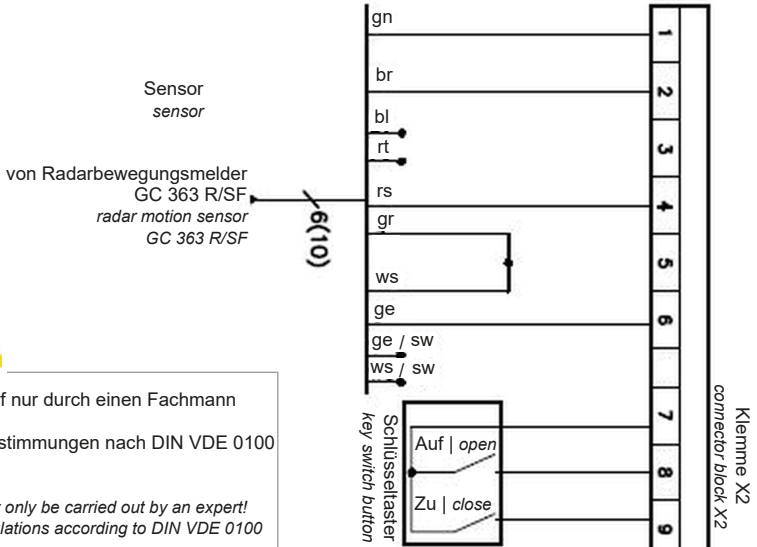 Sensor
sensor
von Radarbewegungsmelder
GC 363 R/SF
radar motion sensor
GC 363 R/SF
6(10)
gn
br
bl
rt
rs
gr
ws
ge
ge / sw
ws / sw
1
2
3
4
5
6
7
8
9
Klemme X2
connector block X2
Schlüsseltaster
key switch button
Auf | open
Zu | close
f nur durch einen Fachmann
stimmungen nach DIN VDE 0100
only be carried out by an expert!
lations according to DIN VDE 0100